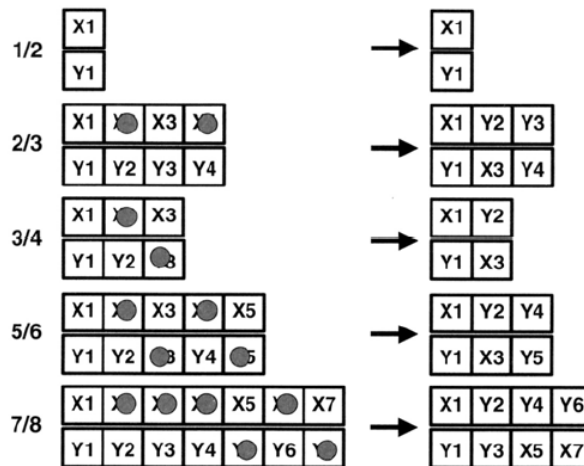 X1 X1
1/2
Y1 Y1
X1 X3 X1 Y2 Y3
2/3
Y1 Y2 Y3 Y4 Y1 X3 Y4
X1 X3 X1 Y2
3/4
Y1 Y2 Y1 X3
X1 X3 X5 X1 Y2 Y4
5/6
Y1 Y2 Y4 Y1 X3 Y5
X1 X5 X7 X1 Y2 Y4 Y6
7/8
Y1 Y2 Y3 Y4 Y6 Y1 Y3 X5 X7